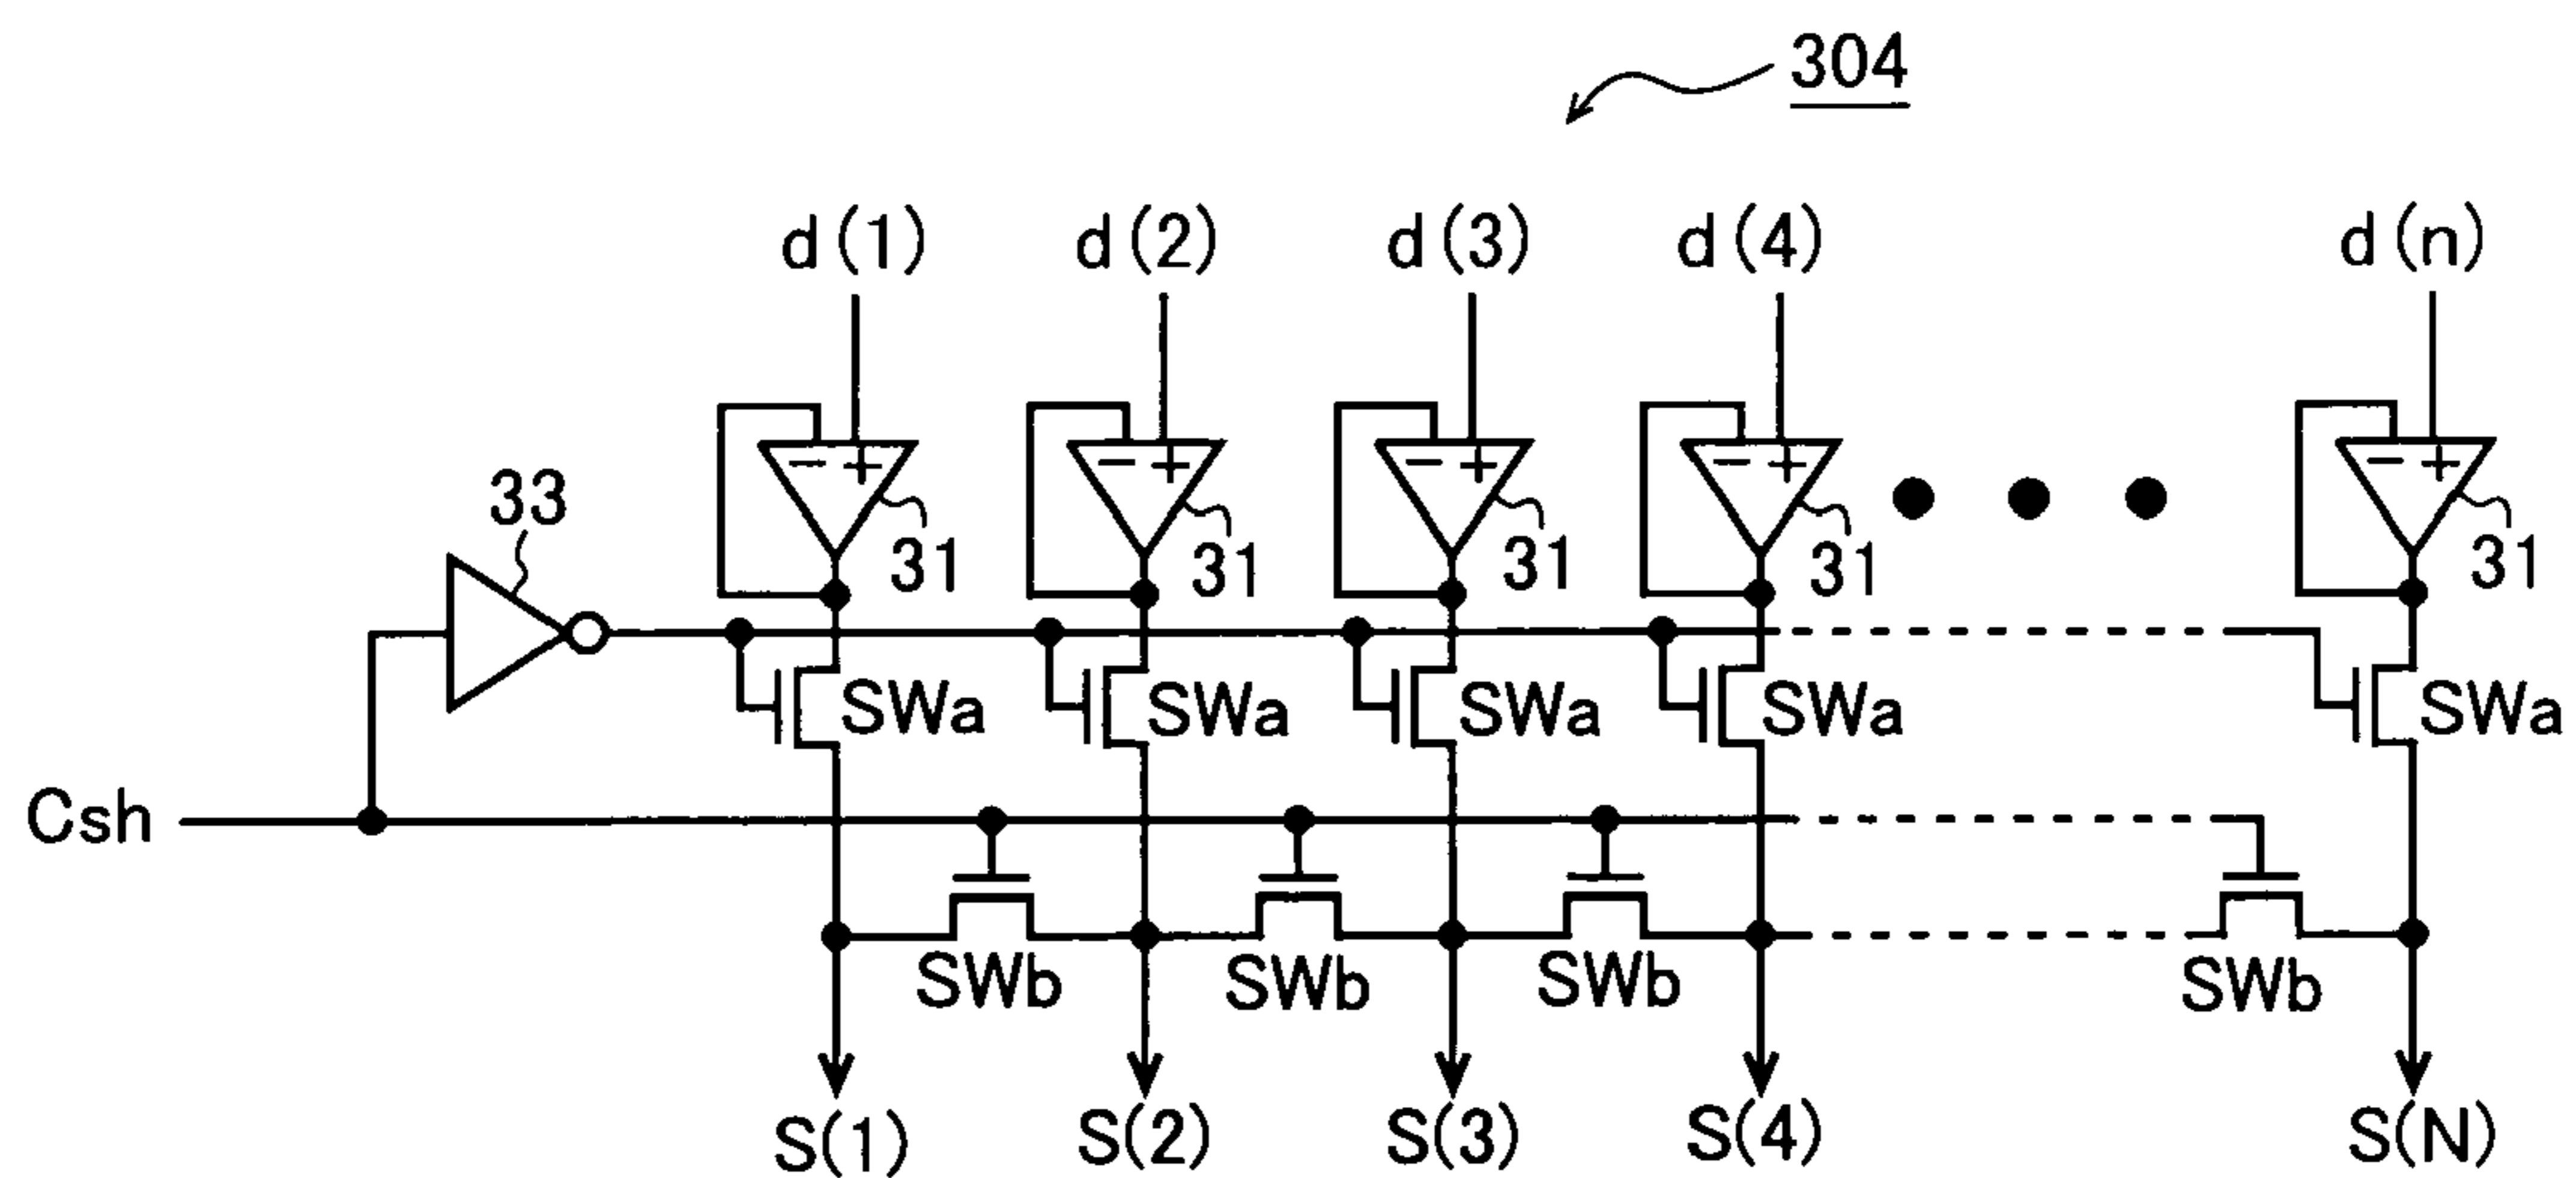 304
d(1) d(2) d(3) d(4) d(n)
33
− + − + − + − + − +
31 31 31 31 31
SWa SWa SWa SWa SWa
Csh
SWb SWb SWb SWb
S(1) S(2) S(3) S(4) S(N)